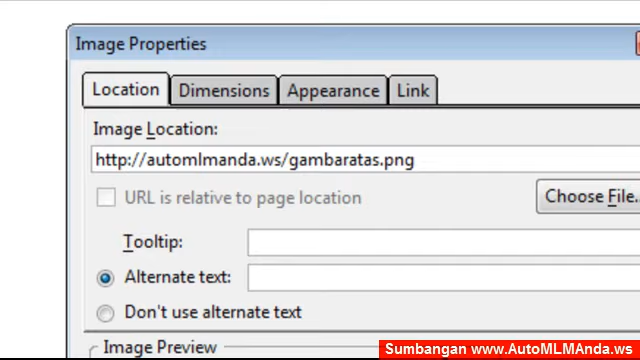 Image Properties
Location Dimensions Appearance Link
Image Location:
http://automlmanda.ws/gambaratas.png
URL is relative to page location Choose File..
Tooltip:
Alternate text:
Don't use alternate text
Image Preview
Sumbangan www.AutoMLMAnda.ws